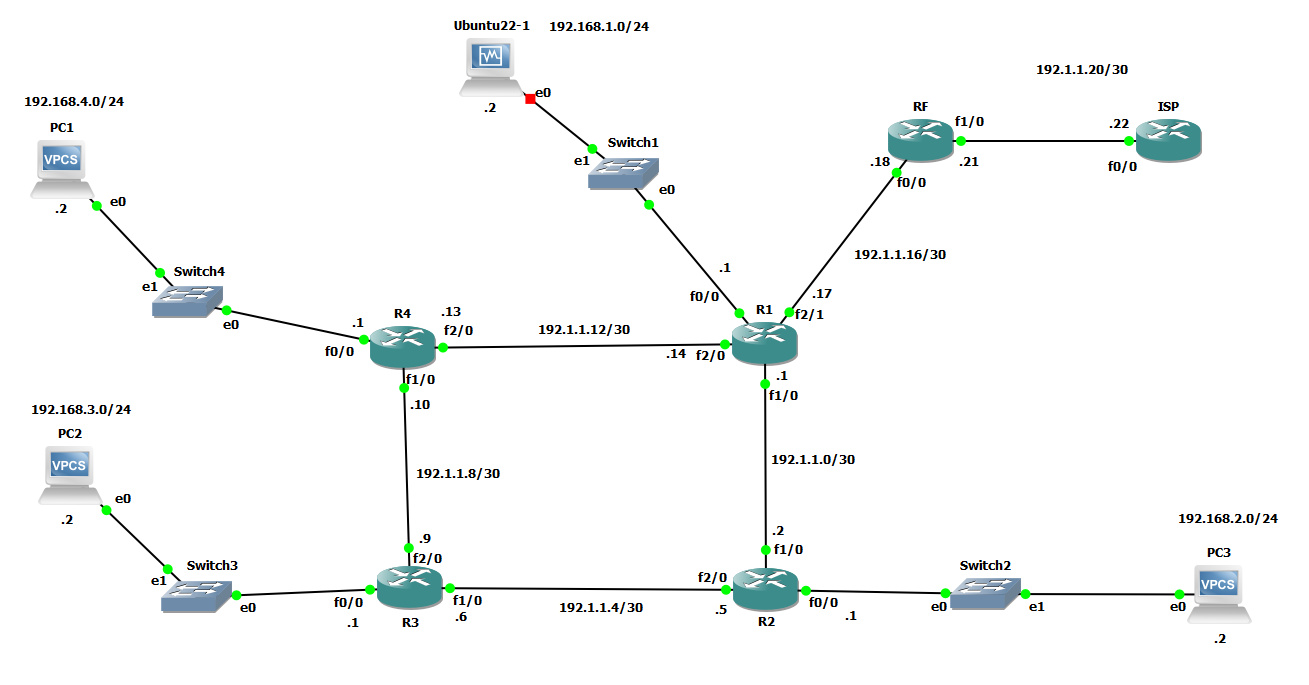 Ubuntu22-1
192.168.1.0/24
e0
.2
192.1.1.20/30
192.168.4.0/24
PC1
VPCS
e0
.2
Switch1
e1
e0
RF
f1/0
.22
ISP
.18
f0/0
.21
f0/0
192.1.1.16/30
Switch4
e1
e0
.1
f0/0
.17
R1
f2/1
.1
f0/0
R4
.13
f2/0
192.1.1.12/30
.14
f2/0
f1/0
.10
.1
f1/0
192.168.3.0/24
PC2
VPCS
e0
.2
192.1.1.8/30
192.1.1.0/30
.9
f2/0
.2
f1/0
192.168.2.0/24
PC3
VPCS
e0
.2
Switch3
e1
e0
f0/0
.1
R3
f1/0
.6
192.1.1.4/30
f2/0
.5
R2
f0/0
.1
Switch2
e0
e1